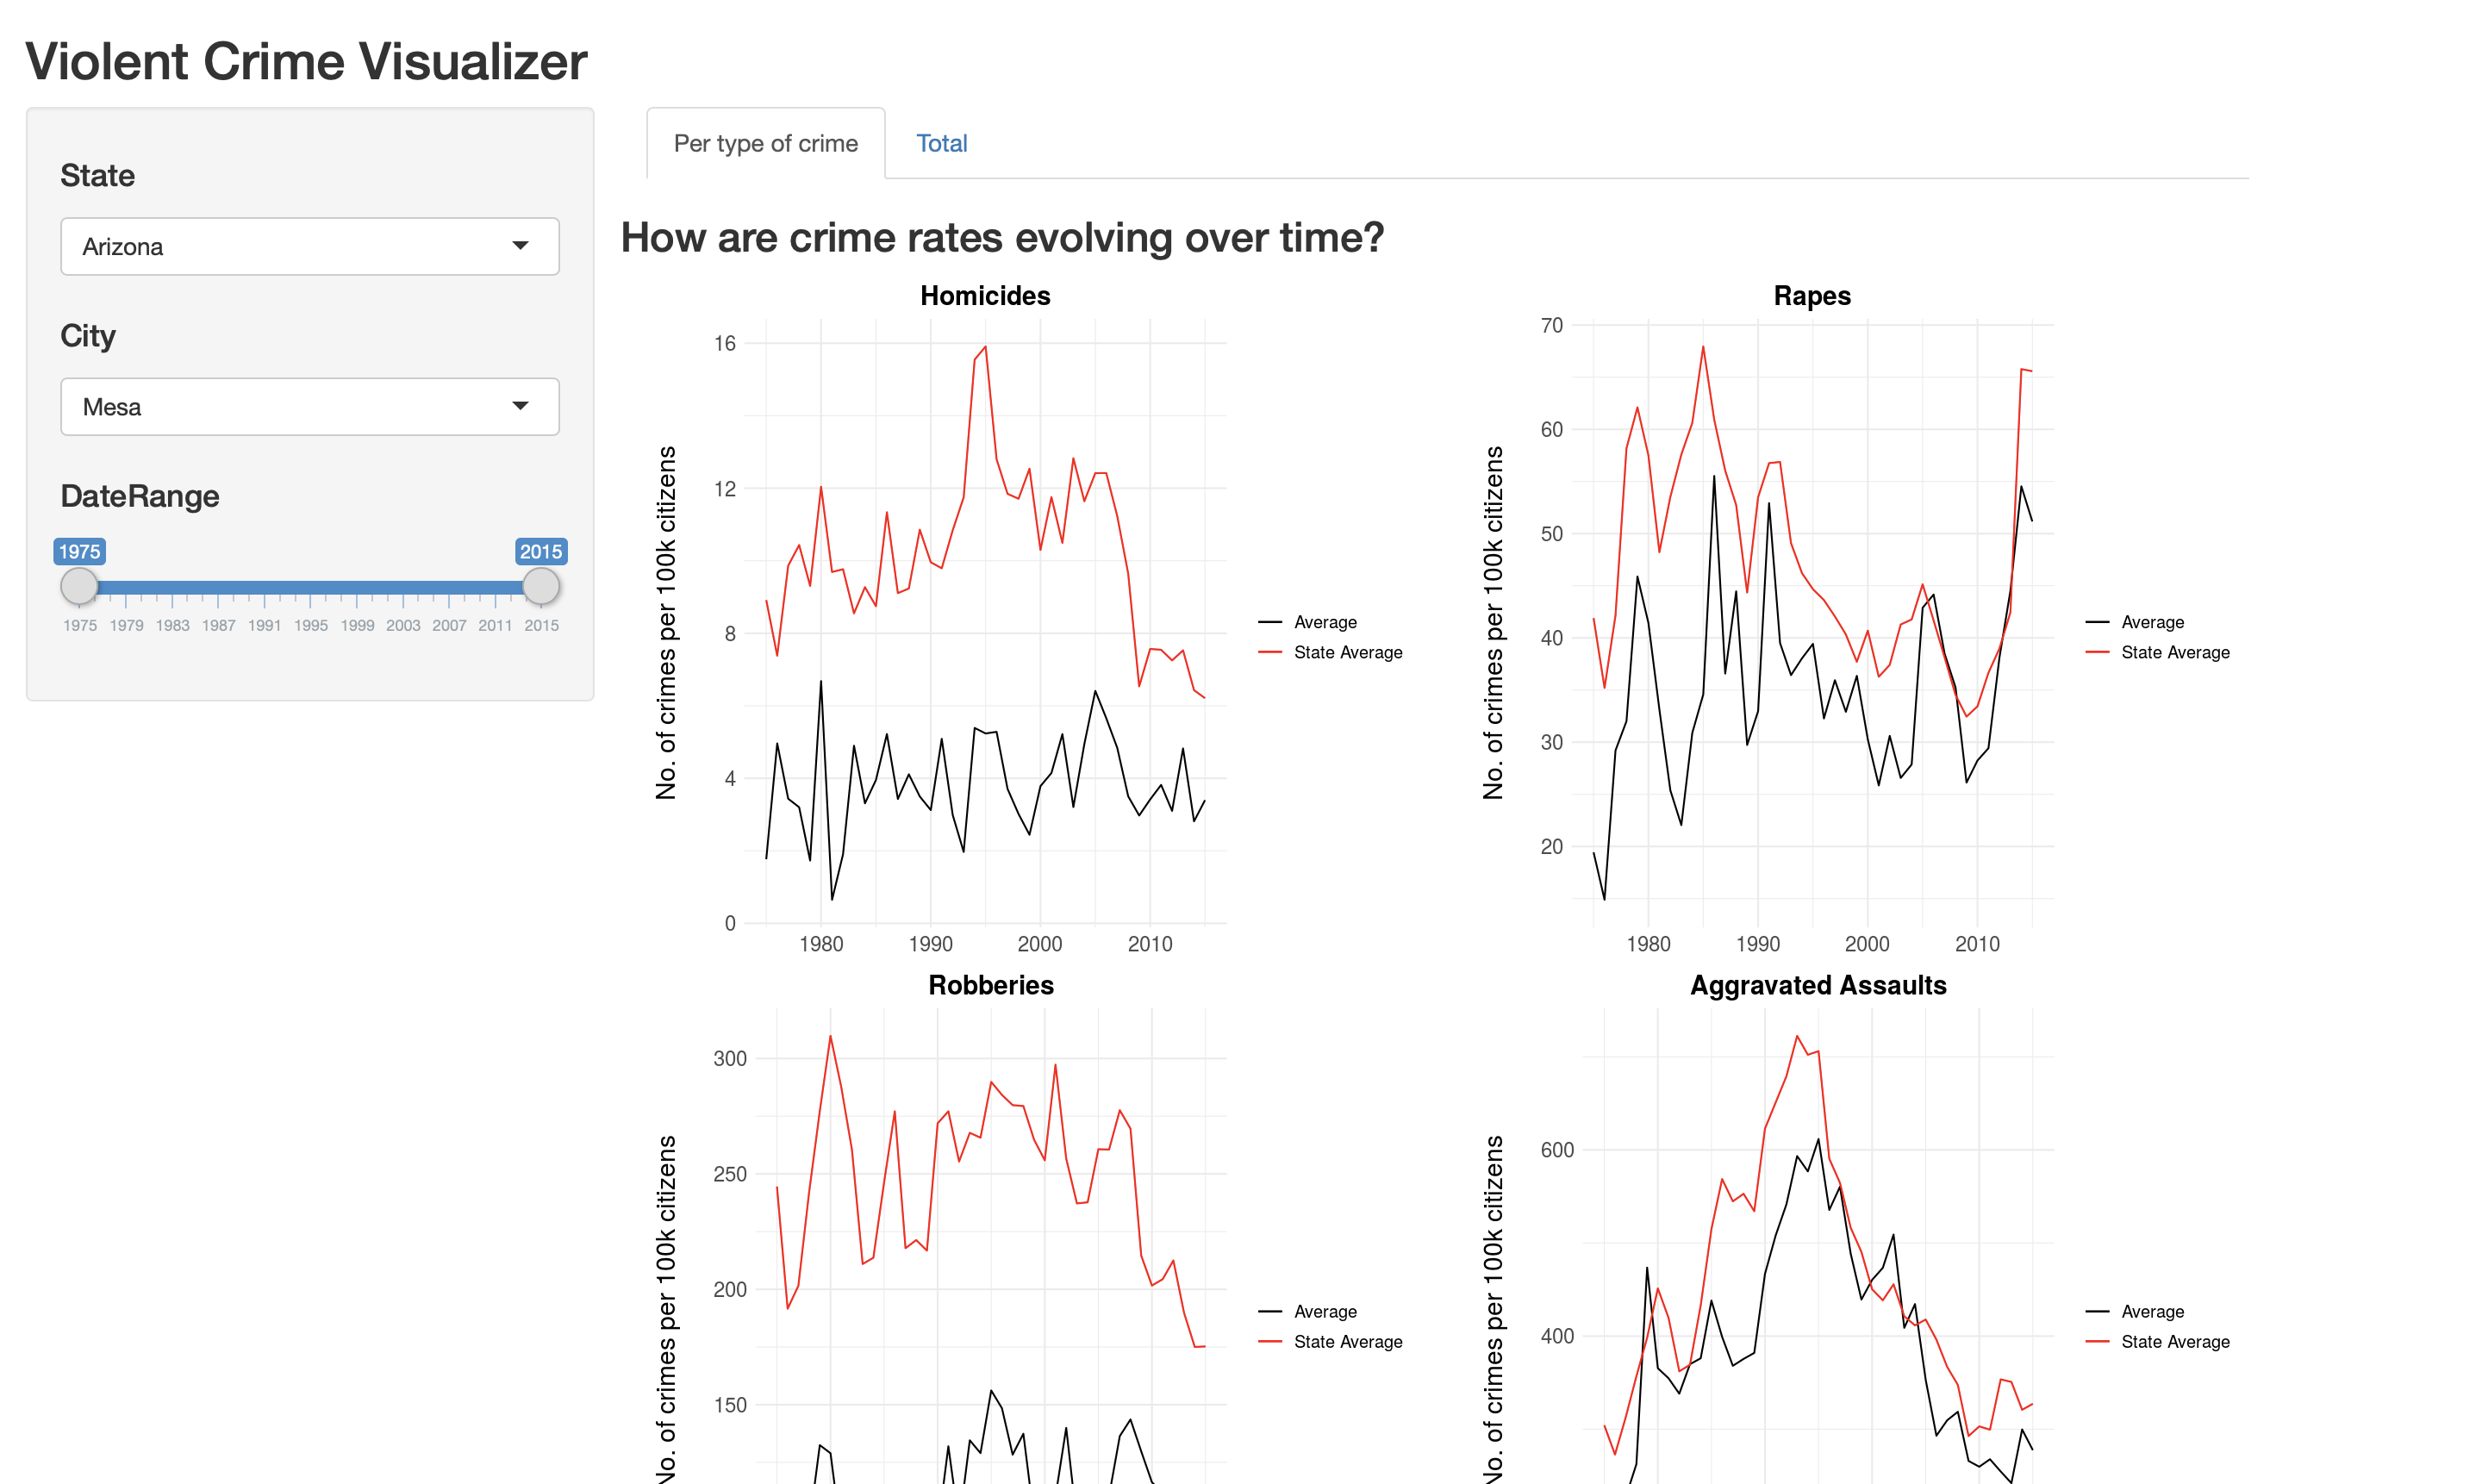 Violent Crime Visualizer
State
Arizona
City
Mesa
DateRange
1975 2015
1975 1979 1983 1987 1991 1995 1999 2003 2007 2011 2015
Per type of crime Total
How are crime rates evolving over time?
Homicides
No. of crimes per 100k citizens
16
12
8
4
0
1980 1990 2000 2010
Average
State Average
Rapes
No. of crimes per 100k citizens
70
60
50
40
30
20
1980 1990 2000 2010
Average
State Average
Robberies
No. of crimes per 100k citizens
300
250
200
150
Average
State Average
Aggravated Assaults
No. of crimes per 100k citizens
600
400
Average
State Average